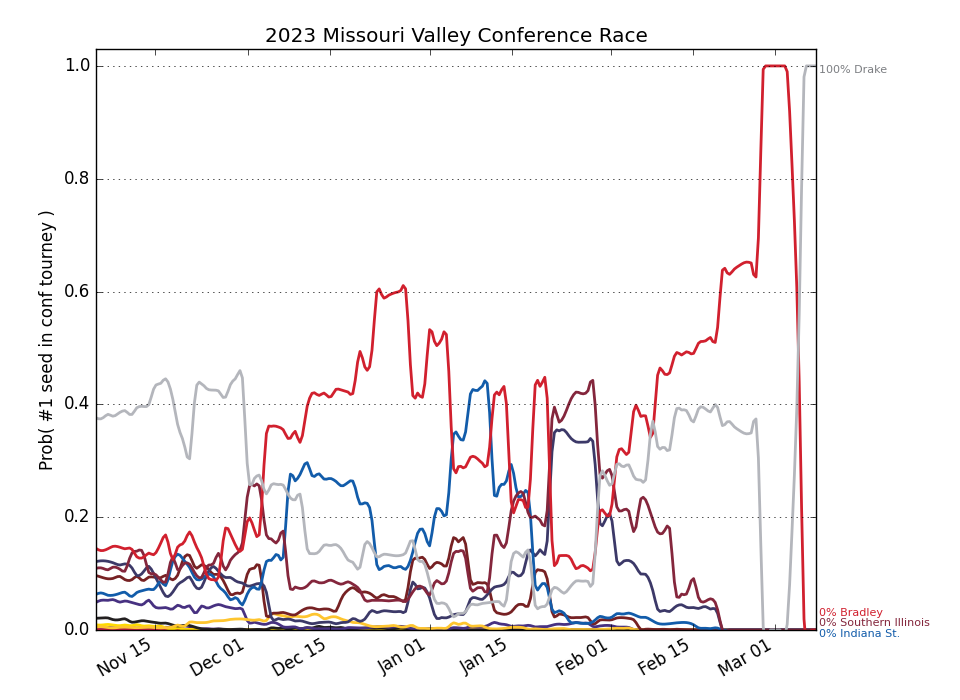 2023 Missouri Valley Conference Race
Prob( #1 seed in conf tourney )
1.0
0.8
0.6
0.4
0.2
0.0
100% Drake
0% Bradley
0% Southern Illinois
0% Indiana St.
Nov 15
Dec 01
Dec 15
Jan 01
Jan 15
Feb 01
Feb 15
Mar 01